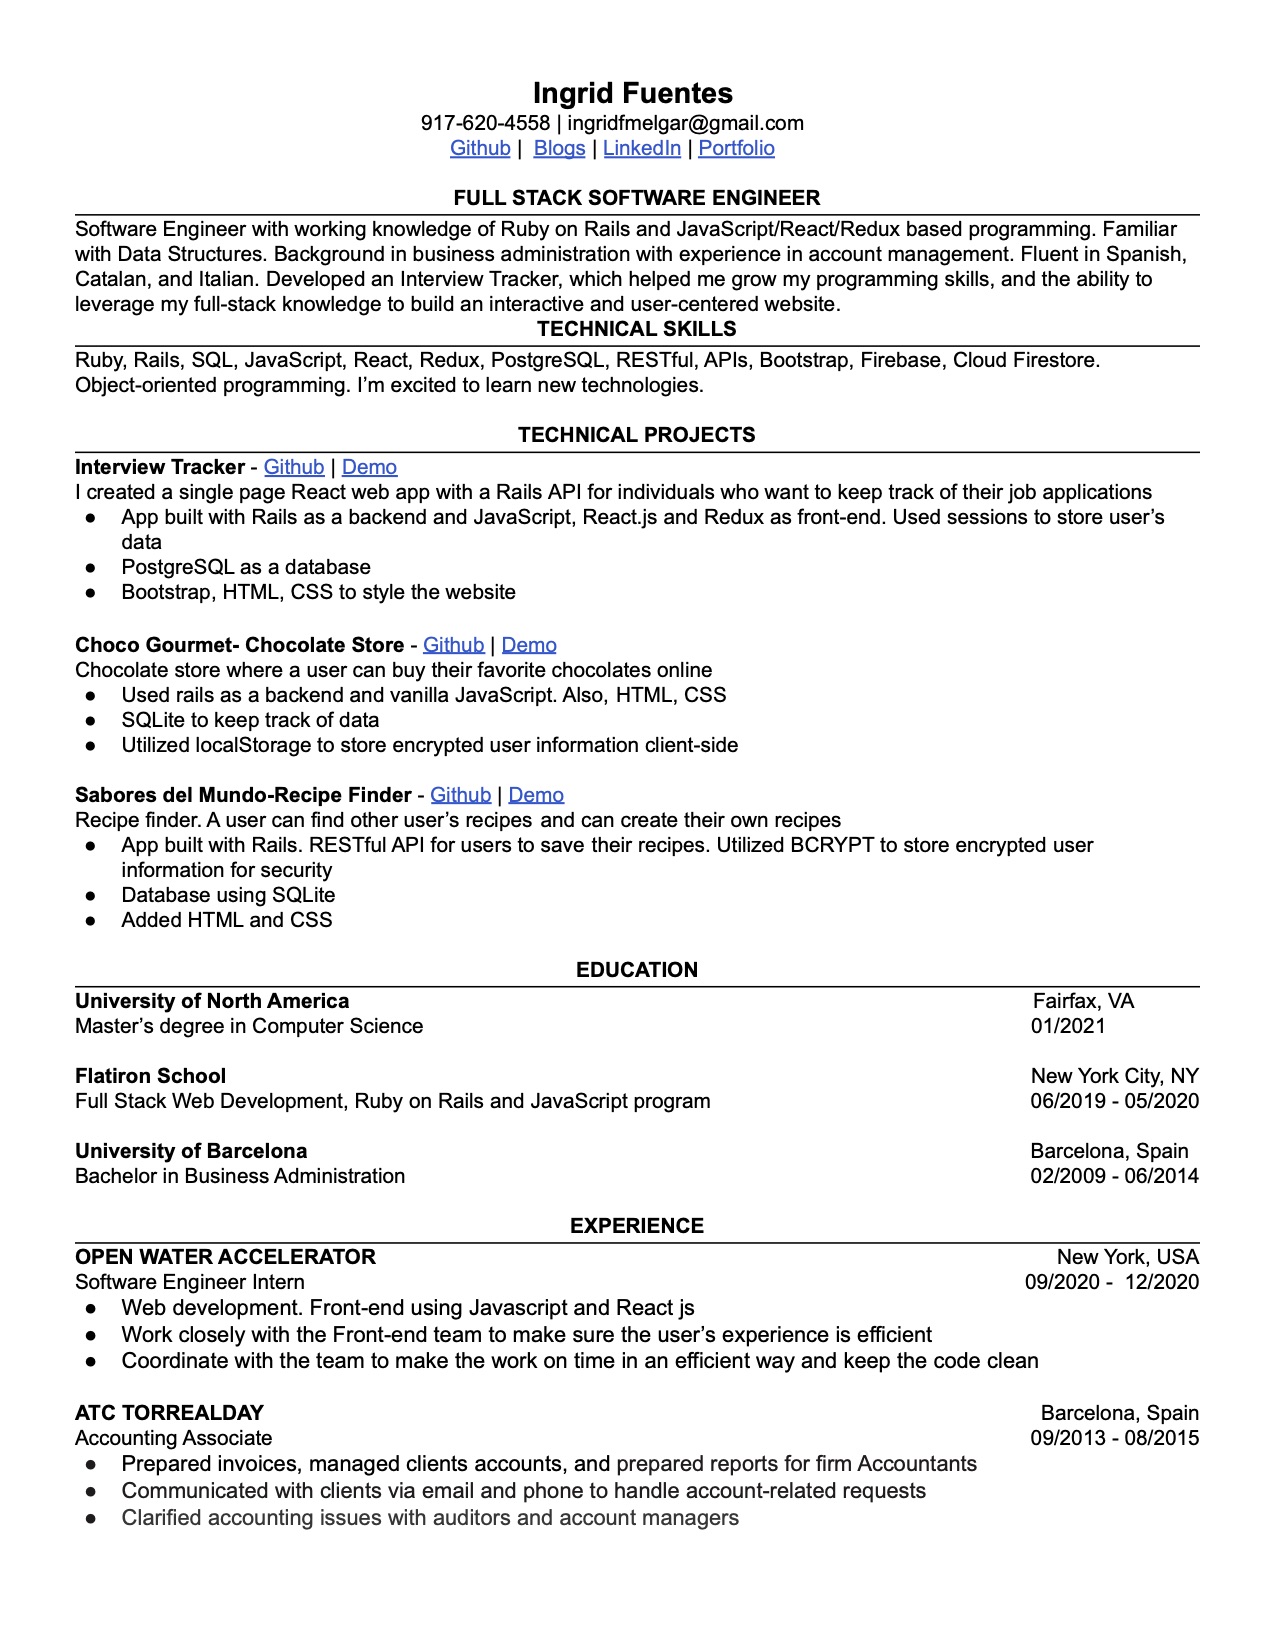 Ingrid Fuentes
917-620-4558 | ingridfmelgar@gmail.com
Github | Blogs | LinkedIn | Portfolio
FULL STACK SOFTWARE ENGINEER
Software Engineer with working knowledge of Ruby on Rails and JavaScript/React/Redux based programming. Familiar
with Data Structures. Background in business administration with experience in account management. Fluent in Spanish,
Catalan, and Italian. Developed an Interview Tracker, which helped me grow my programming skills, and the ability to
leverage my full-stack knowledge to build an interactive and user-centered website.
TECHNICAL SKILLS
Ruby, Rails, SQL, JavaScript, React, Redux, PostgreSQL, RESTful, APIs, Bootstrap, Firebase, Cloud Firestore.
Object-oriented programming. I’m excited to learn new technologies.
TECHNICAL PROJECTS
Interview Tracker - Github | Demo
I created a single page React web app with a Rails API for individuals who want to keep track of their job applications
● App built with Rails as a backend and JavaScript, React.js and Redux as front-end. Used sessions to store user’s
data
● PostgreSQL as a database
● Bootstrap, HTML, CSS to style the website
Choco Gourmet- Chocolate Store - Github | Demo
Chocolate store where a user can buy their favorite chocolates online
● Used rails as a backend and vanilla JavaScript. Also, HTML, CSS
● SQLite to keep track of data
● Utilized localStorage to store encrypted user information client-side
Sabores del Mundo-Recipe Finder - Github | Demo
Recipe finder. A user can find other user’s recipes and can create their own recipes
● App built with Rails. RESTful API for users to save their recipes. Utilized BCRYPT to store encrypted user
information for security
● Database using SQLite
● Added HTML and CSS
EDUCATION
University of North America Fairfax, VA
Master’s degree in Computer Science 01/2021
Flatiron School New York City, NY
Full Stack Web Development, Ruby on Rails and JavaScript program 06/2019 - 05/2020
University of Barcelona Barcelona, Spain
Bachelor in Business Administration 02/2009 - 06/2014
EXPERIENCE
OPEN WATER ACCELERATOR New York, USA
Software Engineer Intern 09/2020 - 12/2020
● Web development. Front-end using Javascript and React js
● Work closely with the Front-end team to make sure the user’s experience is efficient
● Coordinate with the team to make the work on time in an efficient way and keep the code clean
ATC TORREALDAY Barcelona, Spain
Accounting Associate 09/2013 - 08/2015
● Prepared invoices, managed clients accounts, and prepared reports for firm Accountants
● Communicated with clients via email and phone to handle account-related requests
● Clarified accounting issues with auditors and account managers